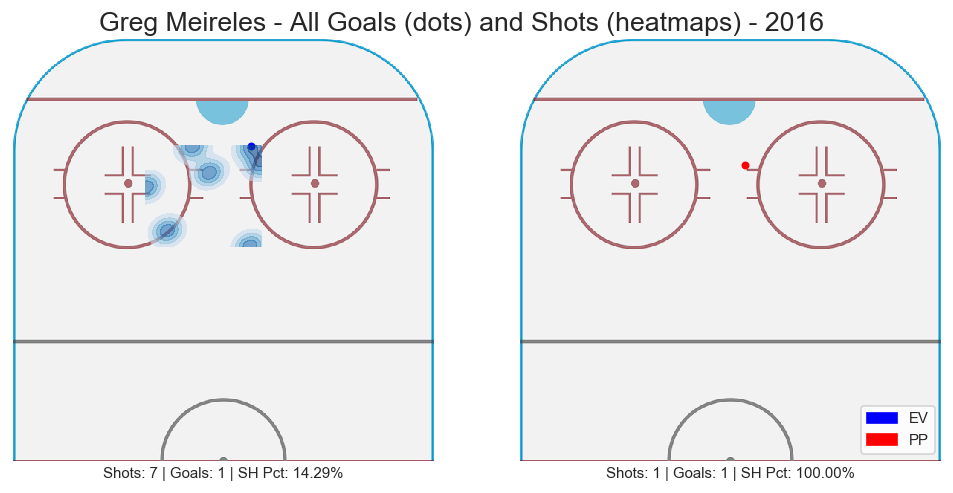 Greg Meireles - All Goals (dots) and Shots (heatmaps) - 2016
EV
PP
Shots: 7 | Goals: 1 | SH Pct: 14.29%
Shots: 1 | Goals: 1 | SH Pct: 100.00%